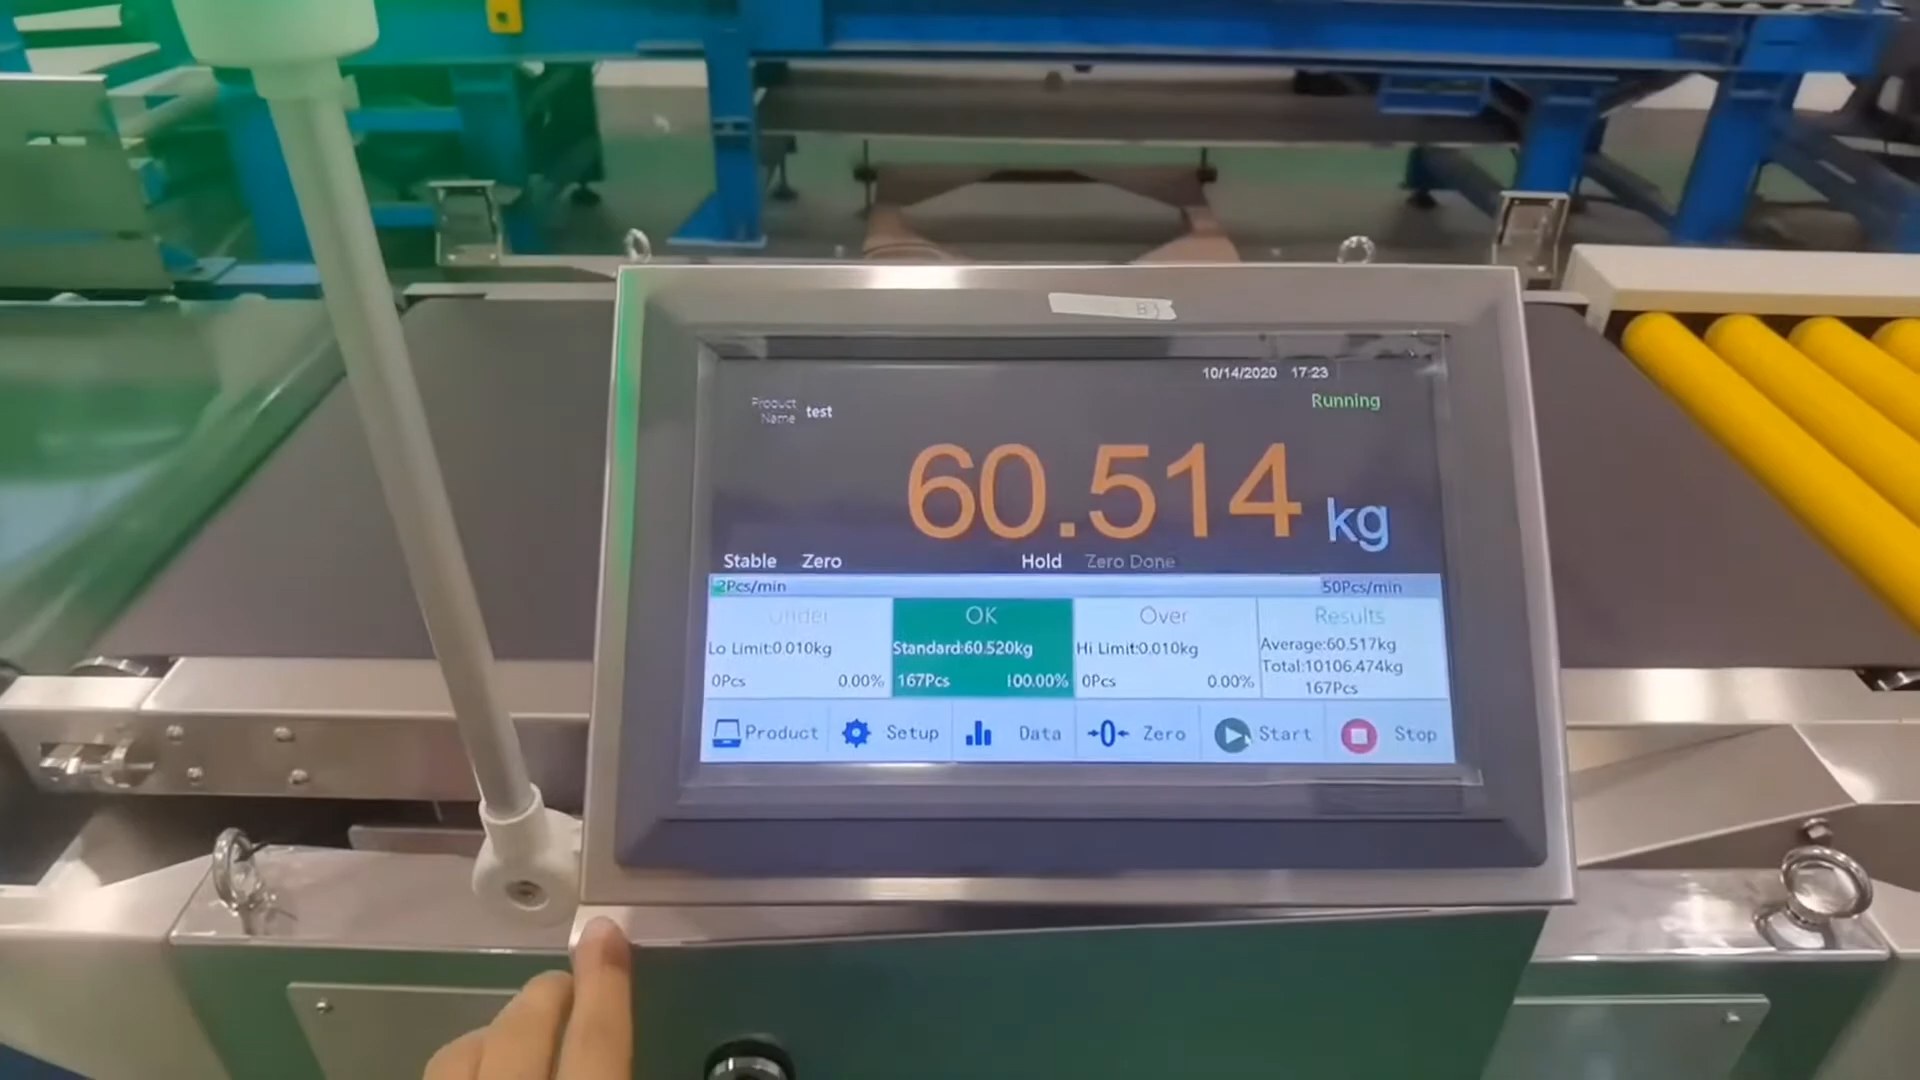 10/14/2020 17:23
Product Name test
Running
60.514 kg
Stable Zero Hold Zero Done
2Pcs/min 50Pcs/min
Under OK Over Results
Lo Limit:0.010kg Standard:60.520kg Hi Limit:0.010kg Average:60.517kg
Total:10106.474kg
0Pcs 0.00% 167Pcs 100.00% 0Pcs 0.00% 167Pcs
Product Setup Data Zero Start Stop